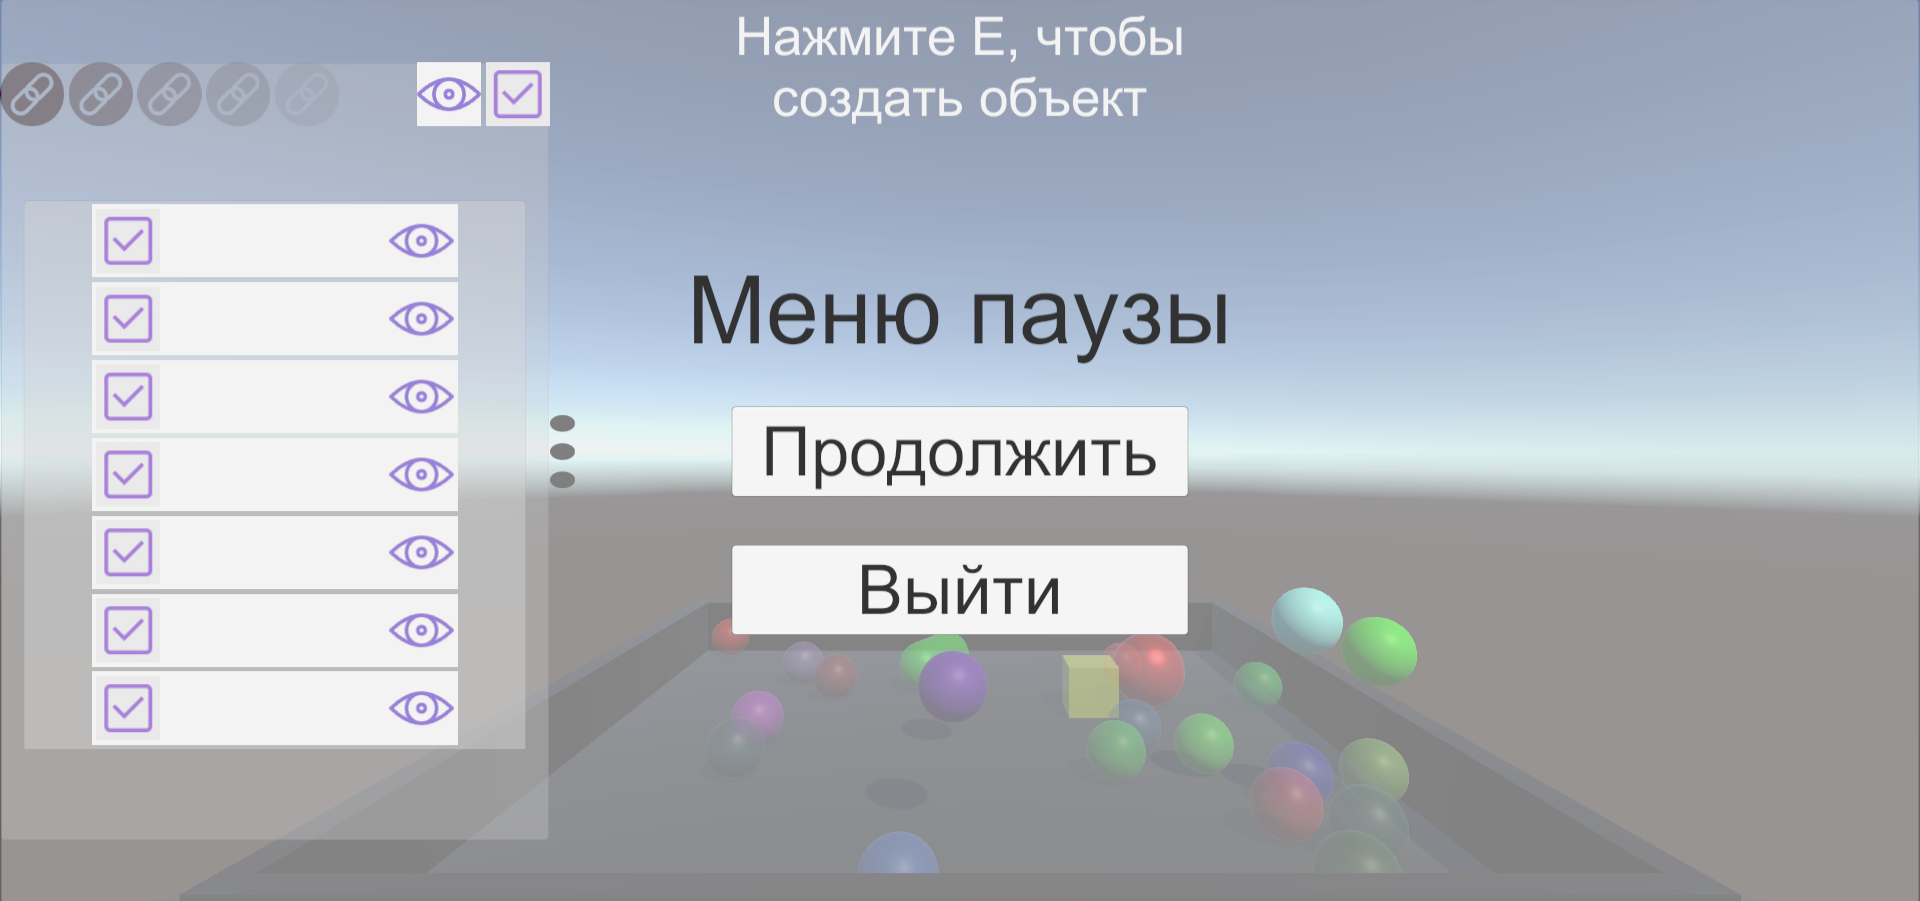 Нажмите Е, чтобы
создать объект
Меню паузы
Продолжить
Выйти